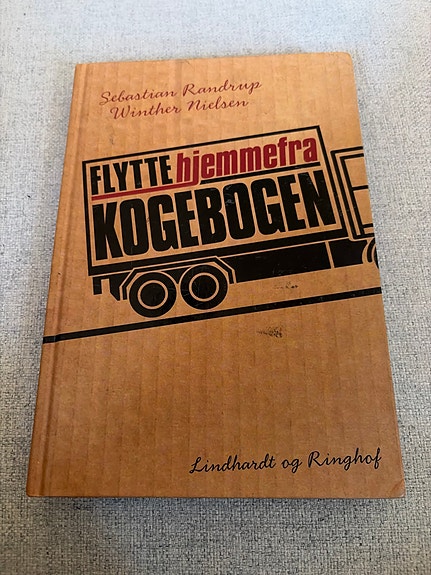 Sebastian Randrup
Winther Nielsen
FLYTTE hjemmefra
KOGEBOGEN
Lindhardt og Ringhof